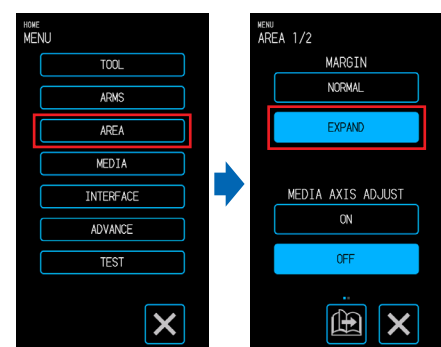 HOME
MENU
TOOL
ARMS
AREA
MEDIA
INTERFACE
ADVANCE
TEST
MENU
AREA 1/2
MARGIN
NORMAL
EXPAND
MEDIA AXIS ADJUST
ON
OFF